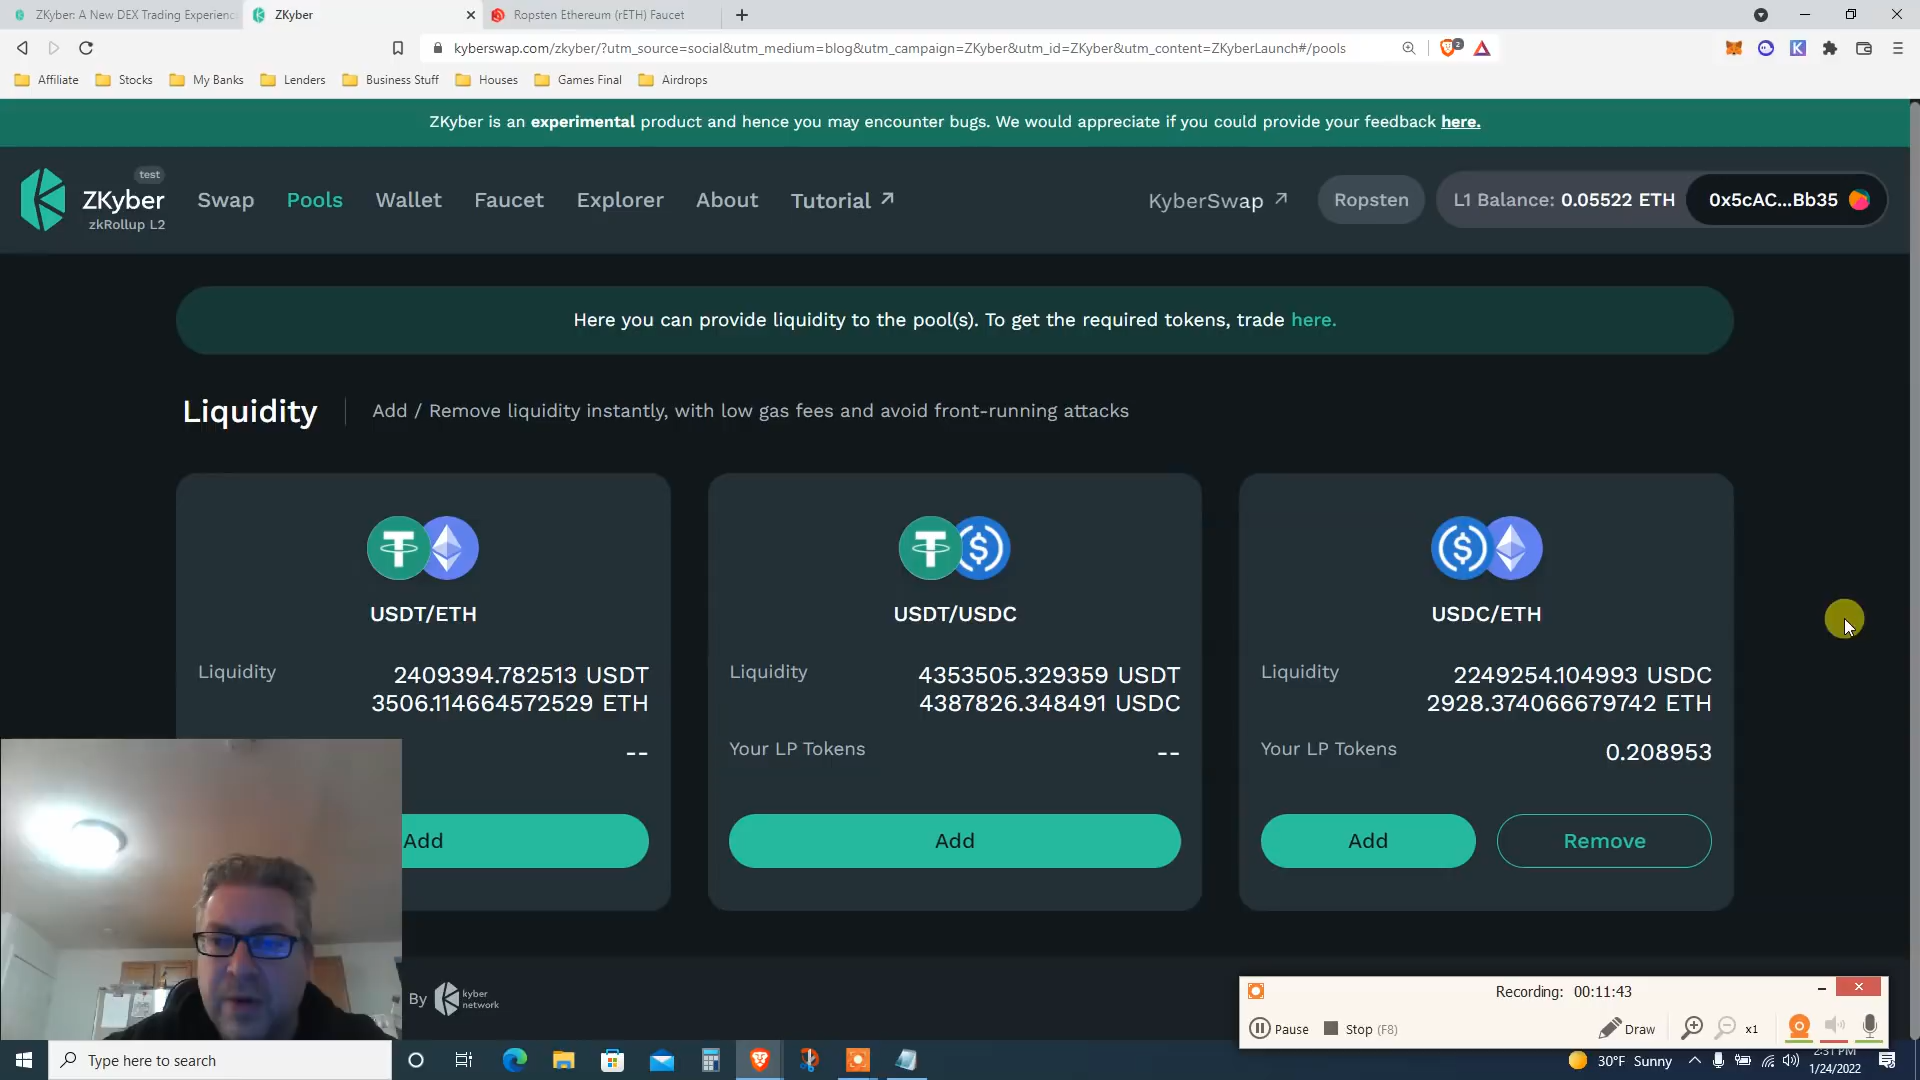 ZKyber: A New DEX Trading Experienc
ZKyber
Ropsten Ethereum (rETH) Faucet
kyberswap.com/zkyber/?utm_source=social&utm_medium=blog&utm_campaign=ZKyber&utm_id=ZKyber&utm_content=ZKyberLaunch#/pools
2
K
Affiliate
Stocks
My Banks
Lenders
Business Stuff
Houses
Games Final
Airdrops
ZKyber is an experimental product and hence you may encounter bugs. We would appreciate if you could provide your feedback here.
test
ZKyber
zkRollup L2
Swap
Pools
Wallet
Faucet
Explorer
About
Tutorial ↗
KyberSwap ↗
Ropsten
L1 Balance: 0.05522 ETH
0x5cAC...Bb35
Here you can provide liquidity to the pool(s). To get the required tokens, trade here.
Liquidity
Add / Remove liquidity instantly, with low gas fees and avoid front-running attacks
USDT/ETH
Liquidity
2409394.782513 USDT
3506.114664572529 ETH
--
Add
USDT/USDC
Liquidity
4353505.329359 USDT
4387826.348491 USDC
Your LP Tokens
--
Add
USDC/ETH
Liquidity
2249254.104993 USDC
2928.374066679742 ETH
Your LP Tokens
0.208953
Add
Remove
By
kyber
network
Recording: 00:11:43
Pause
Stop (F8)
Draw
x1
Type here to search
30°F Sunny
2:31 PM
1/24/2022